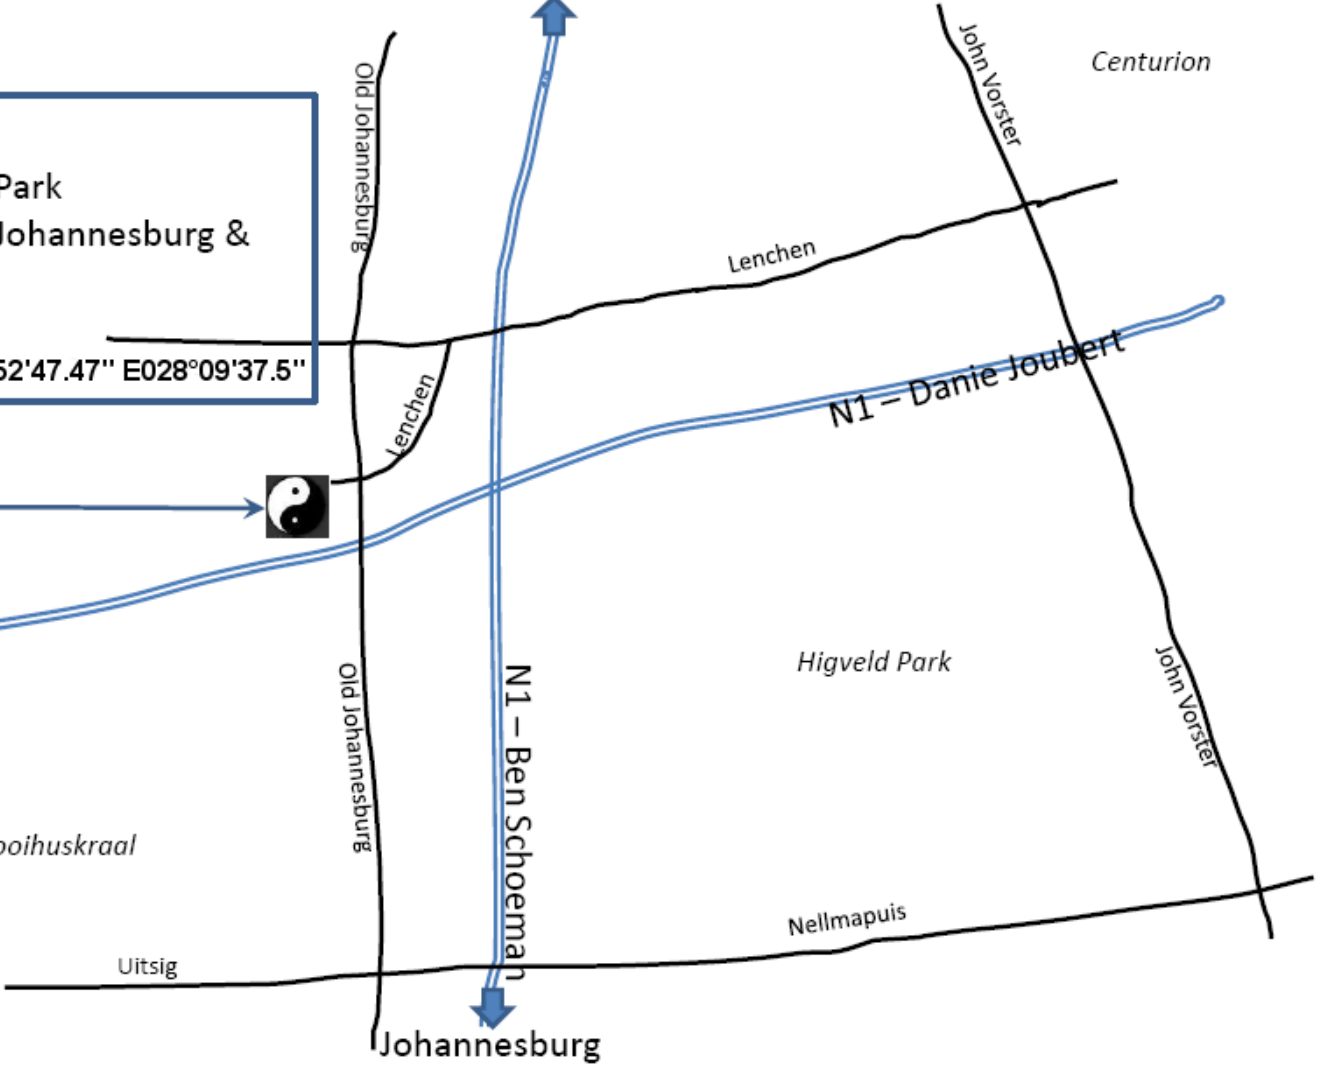 Park
Johannesburg &
52'47.47" E028°09'37.5"
Old Johannesburg
John Vorster
Centurion
Lenchen
Lenchen
N1 – Danie Joubert
Higveld Park
John Vorster
Old Johannesburg
N1 – Ben Schoeman
ooihuskraal
Nellmapuis
Uitsig
Johannesburg